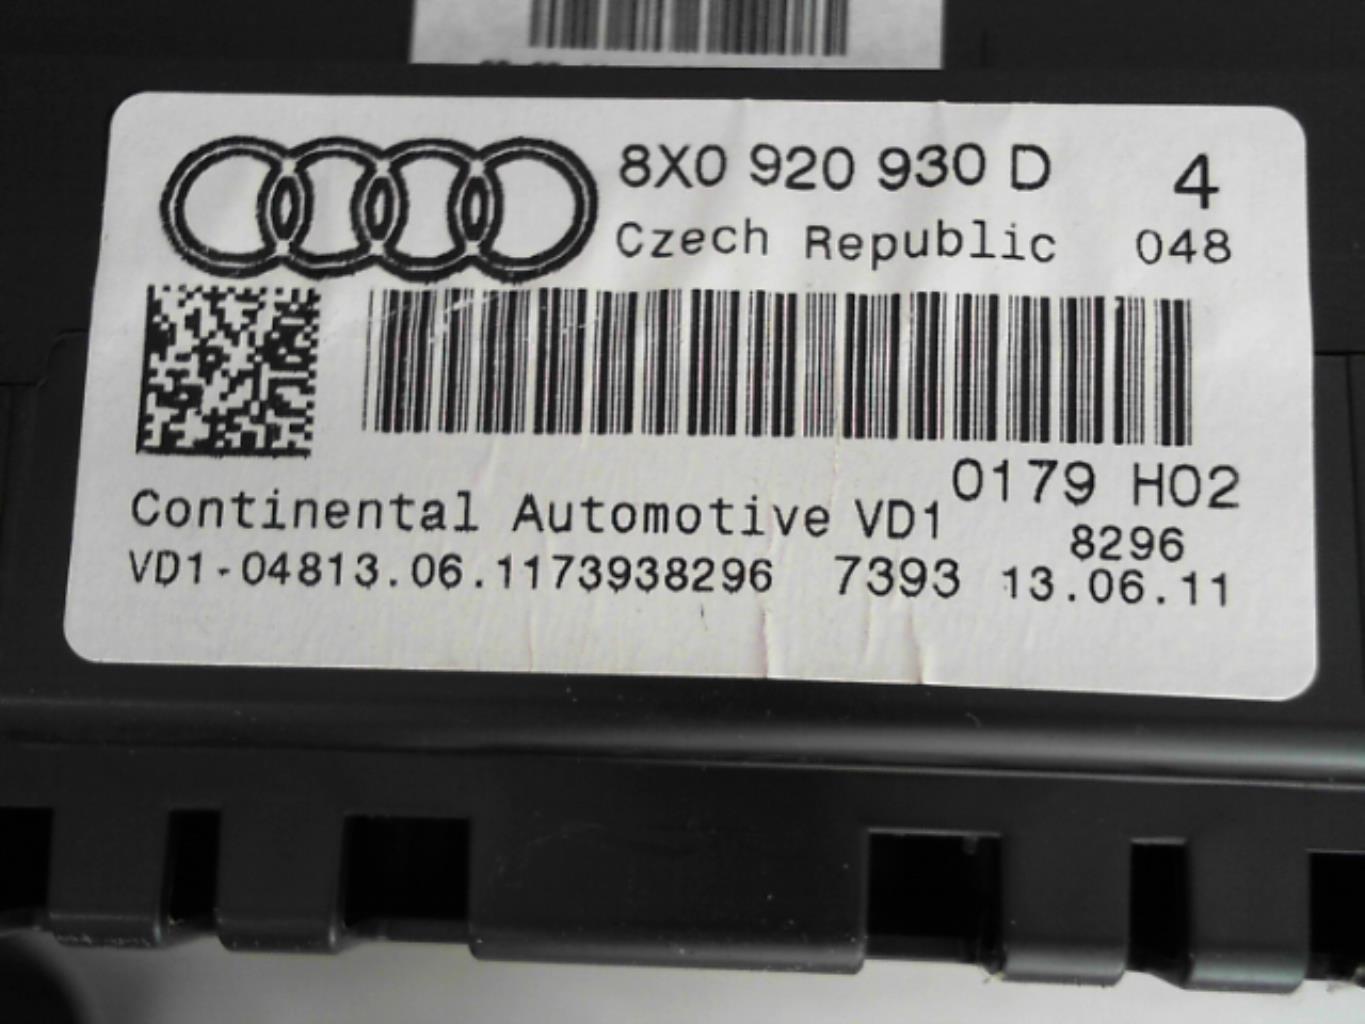 8X0 920 930 D 4
Czech Republic 048
0179 H02
Continental Automotive VD1
8296
VD1-04813.06.1173938296 7393 13.06.11